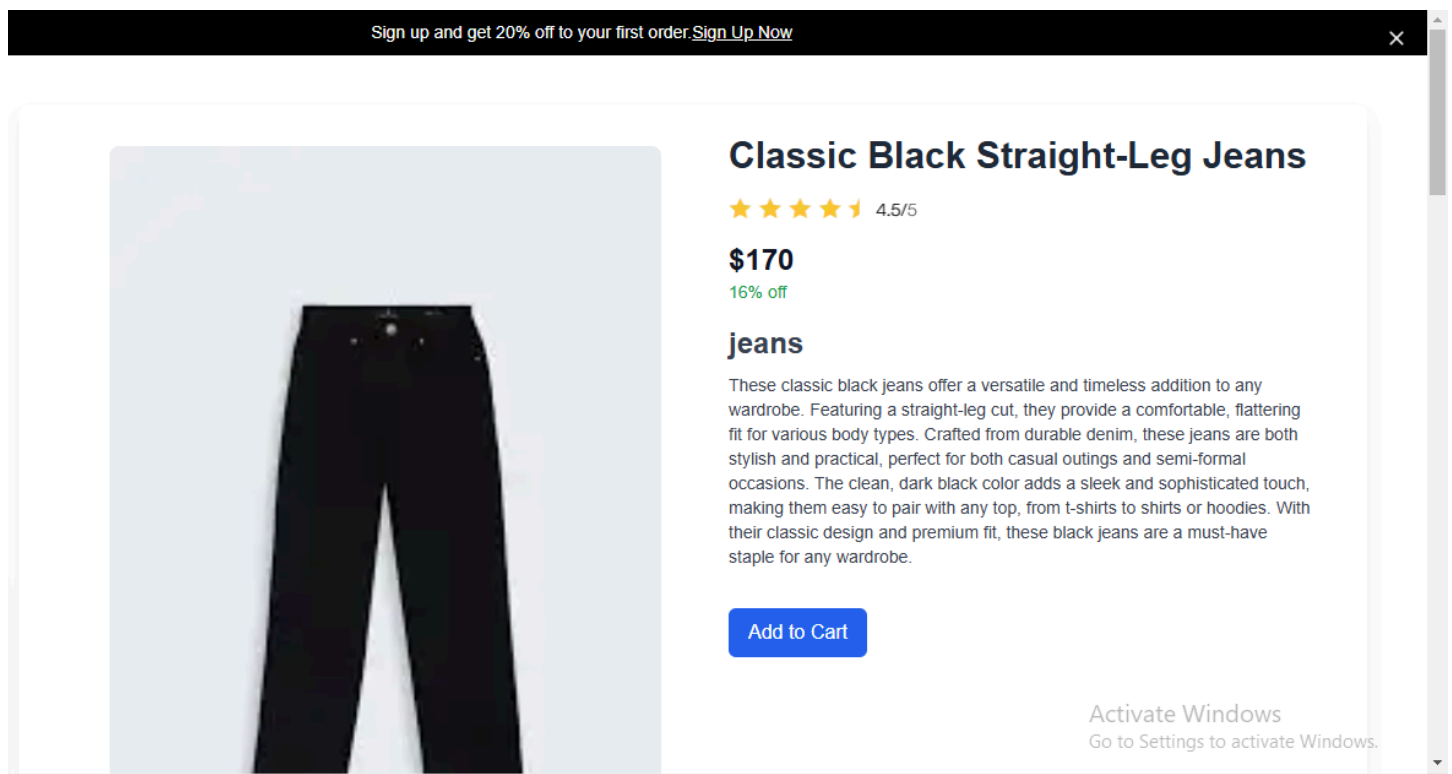 Sign up and get 20% off to your first order.Sign Up Now
Classic Black Straight-Leg Jeans
4.5/5
$170
16% off
jeans
These classic black jeans offer a versatile and timeless addition to any
wardrobe. Featuring a straight-leg cut, they provide a comfortable, flattering
fit for various body types. Crafted from durable denim, these jeans are both
stylish and practical, perfect for both casual outings and semi-formal
occasions. The clean, dark black color adds a sleek and sophisticated touch,
making them easy to pair with any top, from t-shirts to shirts or hoodies. With
their classic design and premium fit, these black jeans are a must-have
staple for any wardrobe.
Add to Cart
Activate Windows
Go to Settings to activate Windows.